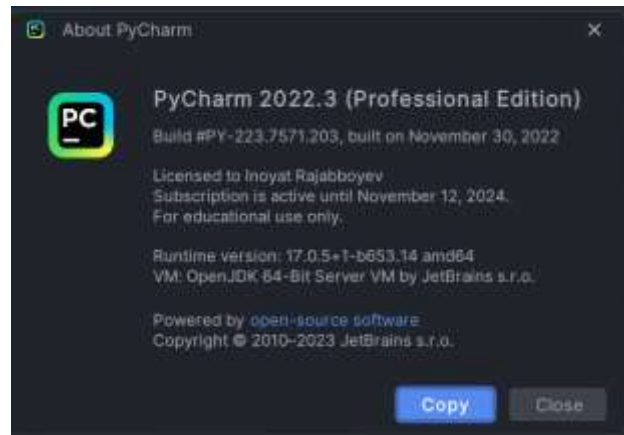 About PyCharm
PC
PyCharm 2022.3 (Professional Edition)
Build #PY-223.7571.203, built on November 30, 2022
Licensed to Inoyat Rajabboyev
Subscription is active until November 12, 2024.
For educational use only.
Runtime version: 17.0.5+1-b653.14 amd64
VM: OpenJDK 64-Bit Server VM by JetBrains s.r.o.
Powered by open-source software
Copyright © 2010–2023 JetBrains s.r.o.
Copy
Close